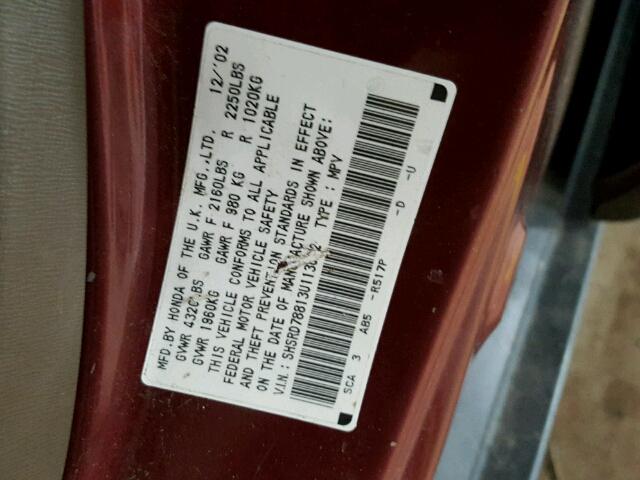 MFD.BY HONDA OF THE U.K. MFG.,LTD. 12/'02
GVWR 4320LBS GAWR F 2160LBS R 2250LBS
GVWR 1960KG GAWR F 980 KG R 1020KG
THIS VEHICLE CONFORMS TO ALL APPLICABLE
FEDERAL MOTOR VEHICLE SAFETY
AND THEFT PREVENTION STANDARDS IN EFFECT
ON THE DATE OF MANUFACTURE SHOWN ABOVE:
V.I.N.: TYPE : MPV
SCA 3 AB5 -R517P -D -U